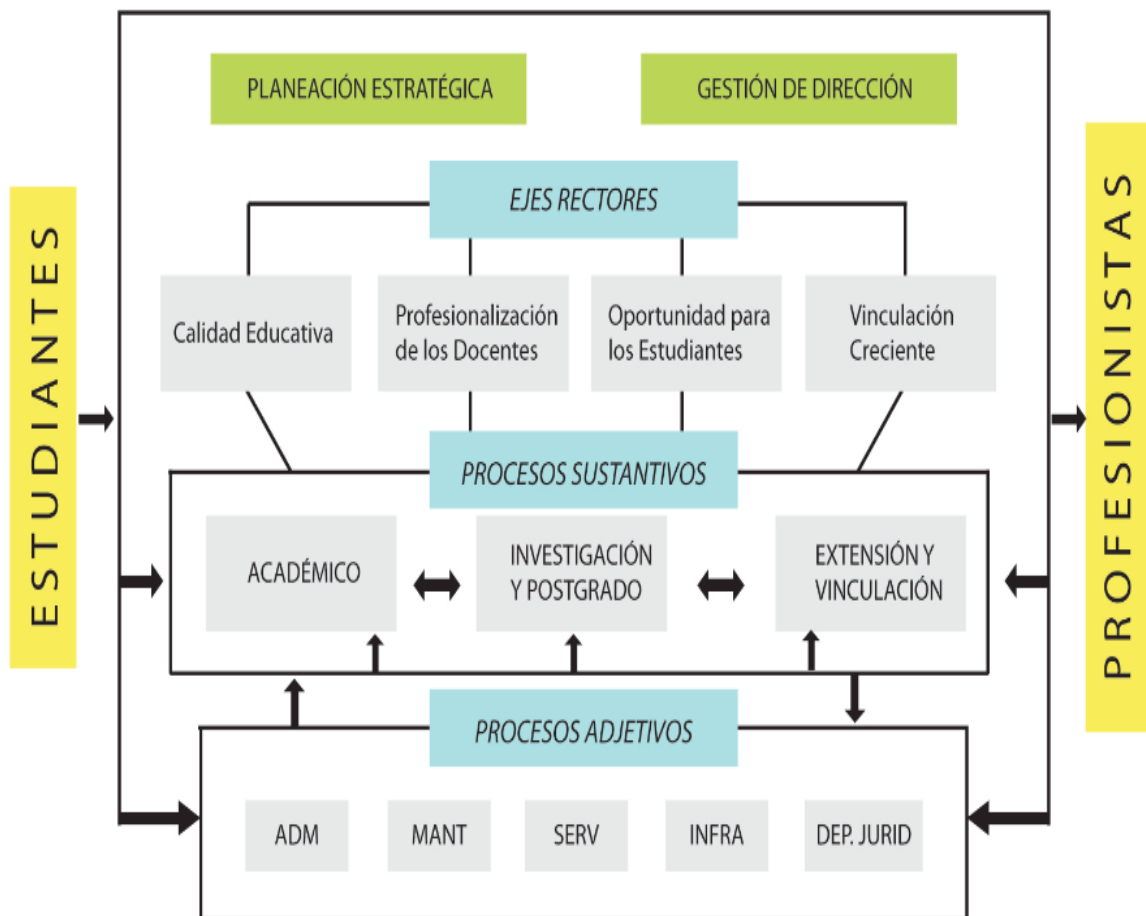 PLANEACIÓN ESTRATÉGICA
GESTIÓN DE DIRECCIÓN
ESTUDIANTES
PROFESIONISTAS
EJES RECTORES
Calidad Educativa
Profesionalización
de los Docentes
Oportunidad para
los Estudiantes
Vinculación
Creciente
PROCESOS SUSTANTIVOS
ACADÉMICO
INVESTIGACIÓN
Y POSTGRADO
EXTENSIÓN Y
VINCULACIÓN
PROCESOS ADJETIVOS
ADM
MANT
SERV
INFRA
DEP. JURID